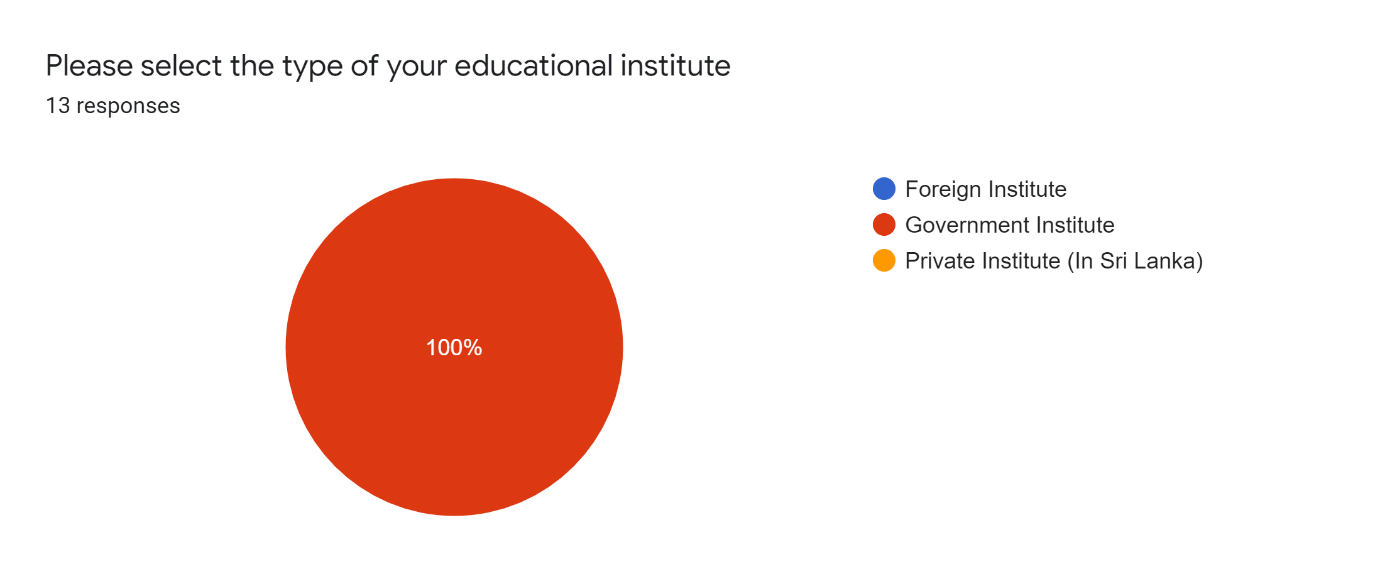 Please select the type of your educational institute
13 responses
Foreign Institute
Government Institute
Private Institute (In Sri Lanka)
100%